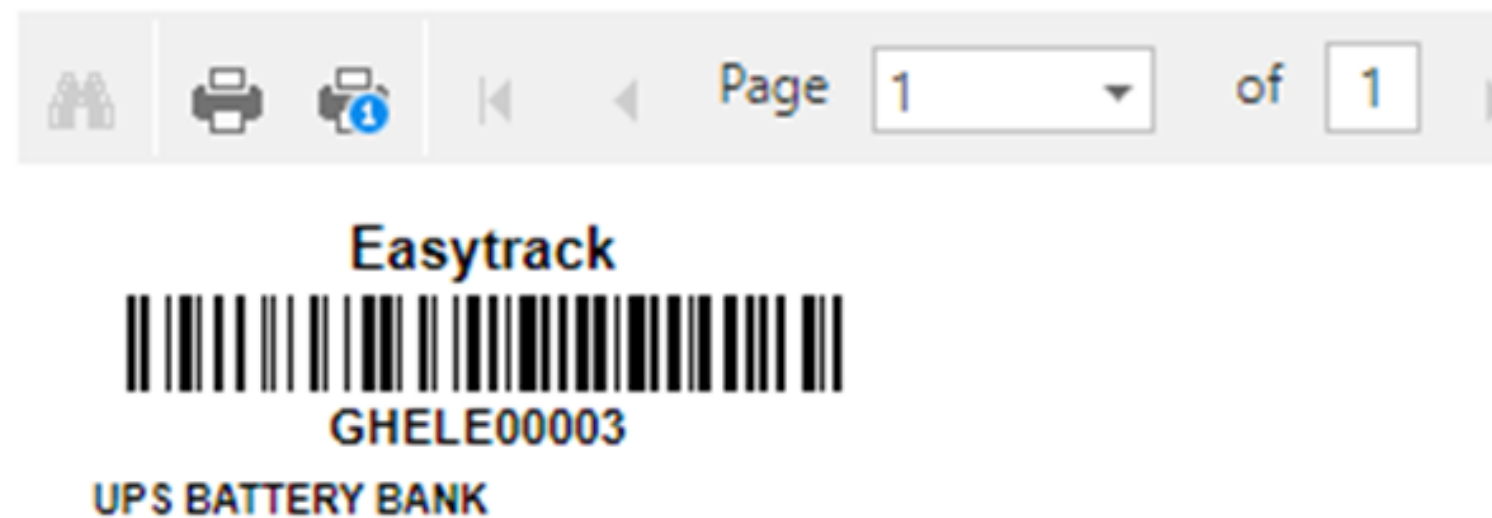 Page 1 of 1
Easytrack
GHELE00003
UPS BATTERY BANK